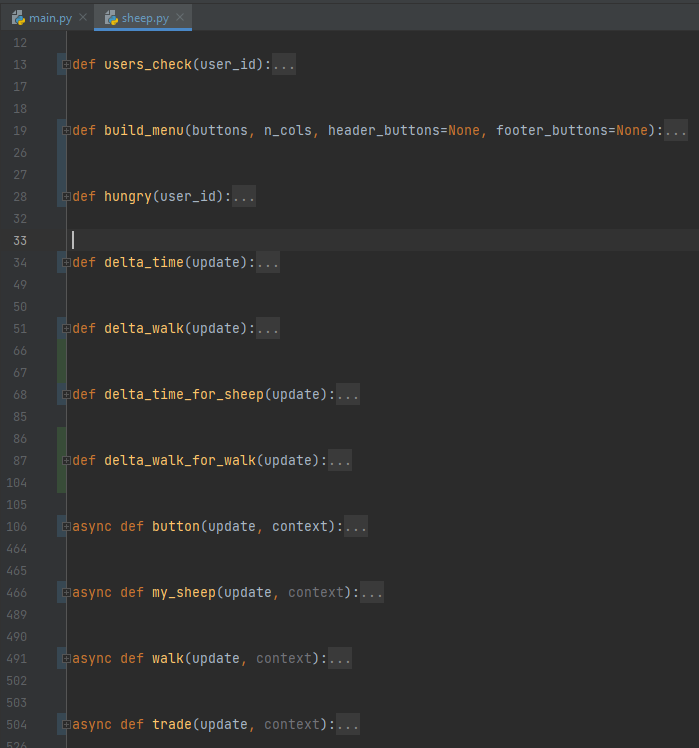 main.py
sheep.py
12
13 def users_check(user_id):...
17
18
19 def build_menu(buttons, n_cols, header_buttons=None, footer_buttons=None):...
26
27
28 def hungry(user_id):...
32
33
34 def delta_time(update):...
49
50
51 def delta_walk(update):...
66
67
68 def delta_time_for_sheep(update):...
85
86
87 def delta_walk_for_walk(update):...
104
105
106 async def button(update, context):...
464
465
466 async def my_sheep(update, context):...
489
490
491 async def walk(update, context):...
502
503
504 async def trade(update, context):...
526